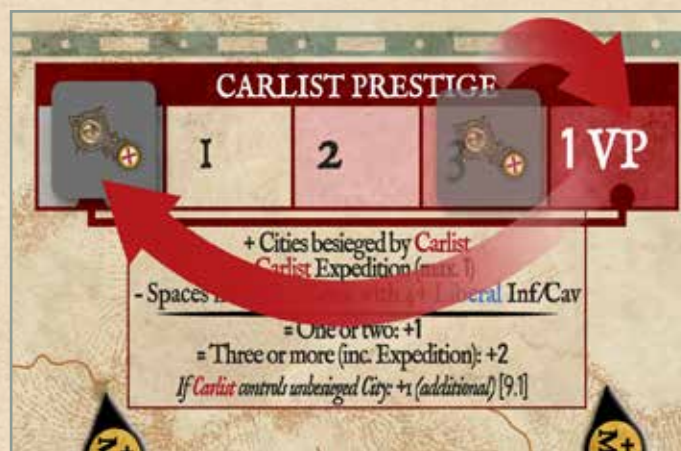 CARLIST PRESTIGE
1 2 3 1 VP
+ Cities besieged by Carlist
Carlist Expedition (max. 1)
- Spaces with 4+ Liberal Inf/Cav
= One or two: +1
= Three or more (inc. Expedition): +2
If Carlist controls unbesieged City: +1 (additional) [9.1]
+ M
+ M